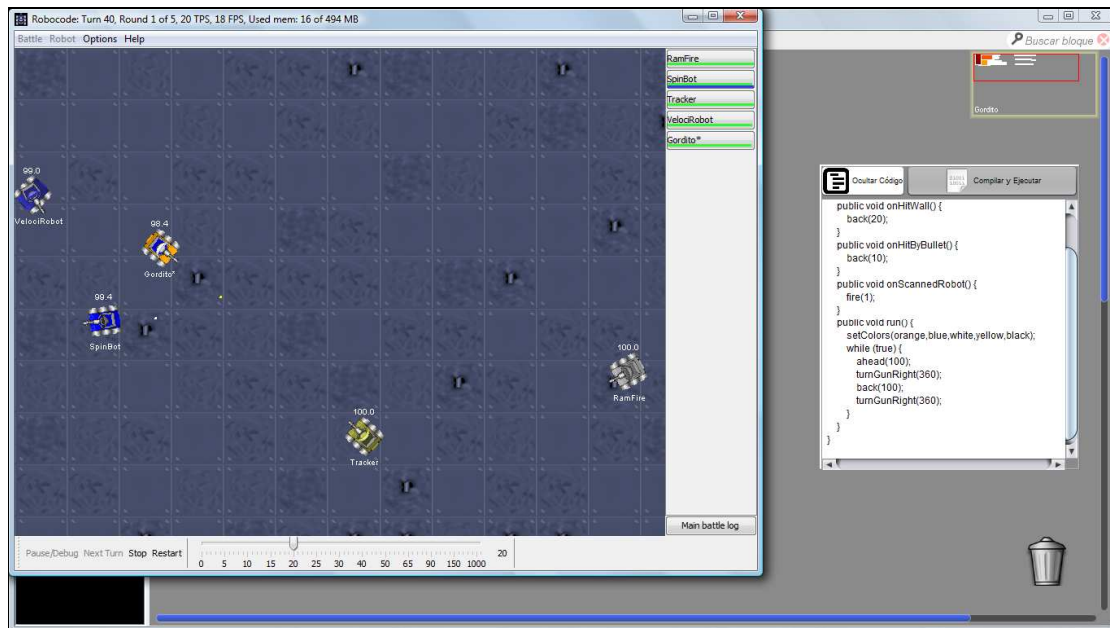 Robocode: Turn 40, Round 1 of 5, 20 TPS, 18 FPS, Used mem: 16 of 494 MB
Battle Robot Options Help
Buscar bloque
RamFire
SpinBot
Tracker
VelociRobot
Gordito*
Gordito
99.0
VelociRobot
98.4
Gordito*
99.4
SpinBot
100.0
RamFire
100.0
Tracker
Ocultar Código
Compilar y Ejecutar
public void onHitWall() {
back(20);
}
public void onHitByBullet() {
back(10);
}
public void onScannedRobot() {
fire(1);
}
public void run() {
setColors(orange,blue,white,yellow,black);
while (true) {
ahead(100);
turnGunRight(360);
back(100);
turnGunRight(360);
}
}
}
Main battle log
Pause/Debug Next Turn Stop Restart
0 5 10 15 20 25 30 40 50 65 90 150 1000
20